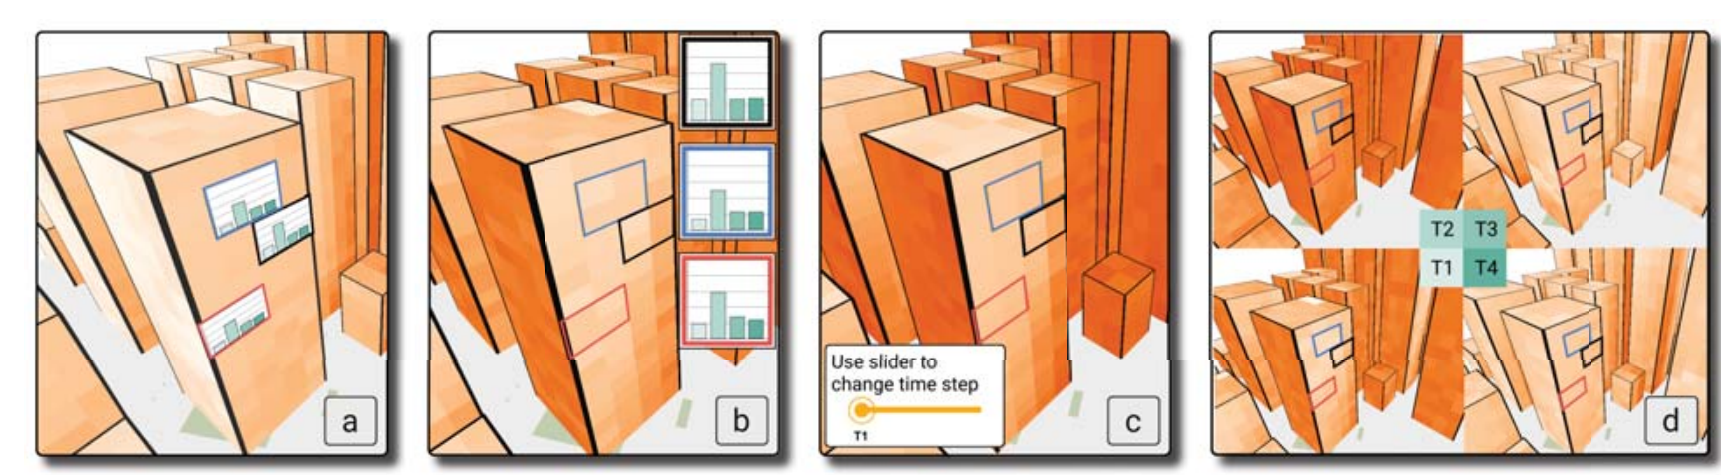 a
b
Use slider to
change time step
T1
c
T2 T3
T1 T4
d